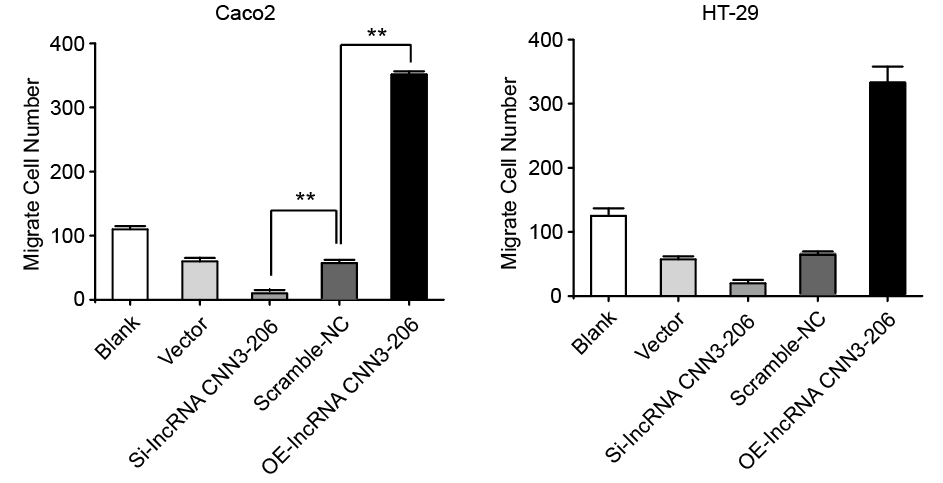 Caco2
Migrate Cell Number
400
300
200
100
0
**
**
Blank
Vector
Si-lncRNA CNN3-206
Scramble-NC
OE-lncRNA CNN3-206
HT-29
Migrate Cell Number
400
300
200
100
0
Blank
Vector
Si-lncRNA CNN3-206
Scramble-NC
OE-lncRNA CNN3-206